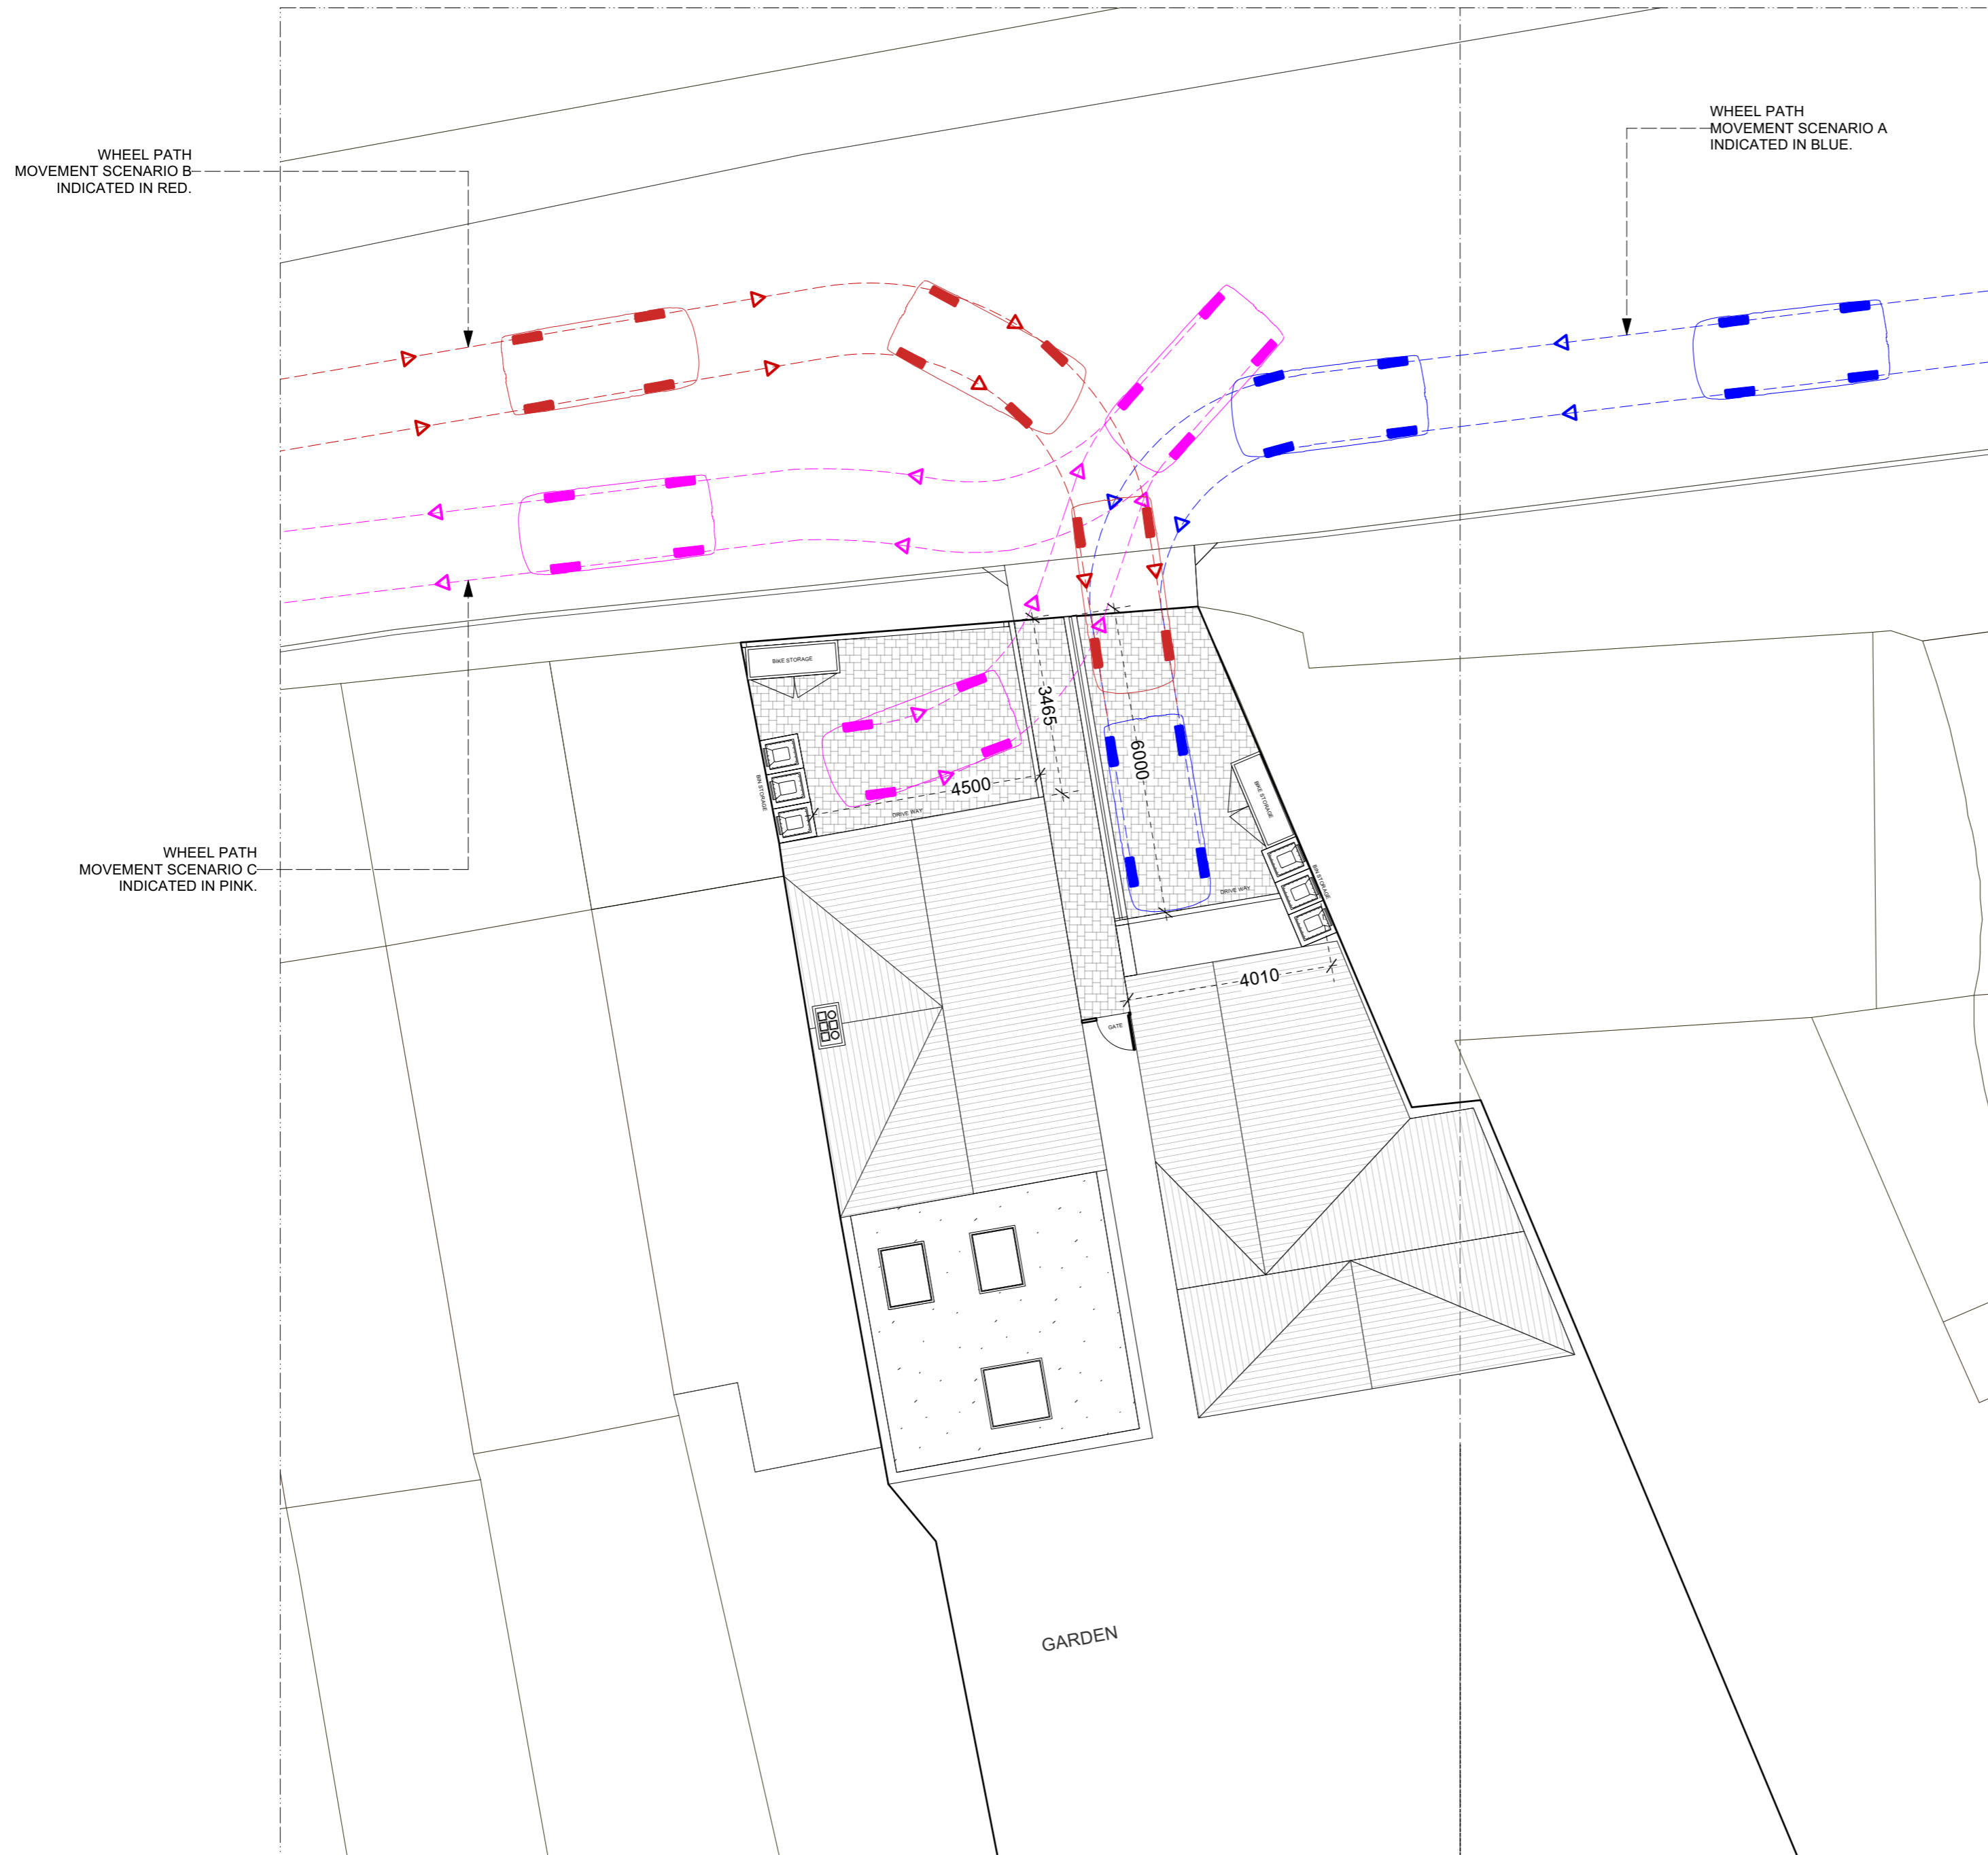 WHEEL PATH
MOVEMENT SCENARIO A
INDICATED IN BLUE.
WHEEL PATH
MOVEMENT SCENARIO B
INDICATED IN RED.
BIKE STORAGE
3465
6000
BIN STORAGE
4500
DRIVE WAY
BIKE STORAGE
WHEEL PATH
MOVEMENT SCENARIO C
INDICATED IN PINK.
BIN STORAGE
DRIVE WAY
4010
GATE
GARDEN